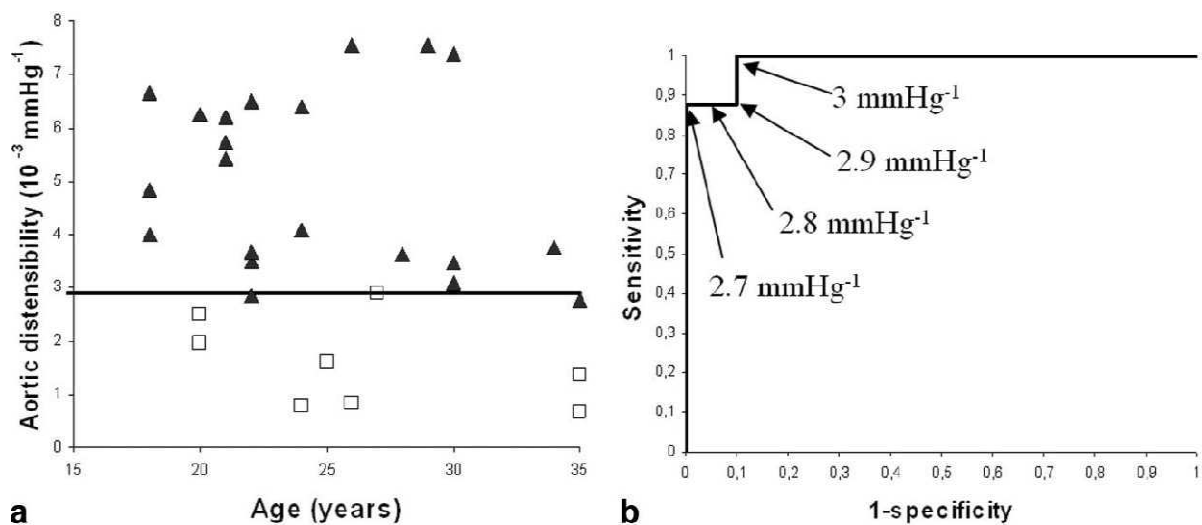 Aortic distensibility (10⁻³ mmHg⁻¹)
8
7
6
5
4
3
2
1
0
15 20 25 30 35
Age (years)
a
Sensitivity
1
0,9
0,8
0,7
0,6
0,5
0,4
0,3
0,2
0,1
0
3 mmHg⁻¹
2.9 mmHg⁻¹
2.8 mmHg⁻¹
2.7 mmHg⁻¹
0 0,1 0,2 0,3 0,4 0,5 0,6 0,7 0,8 0,9 1
1-specificity
b